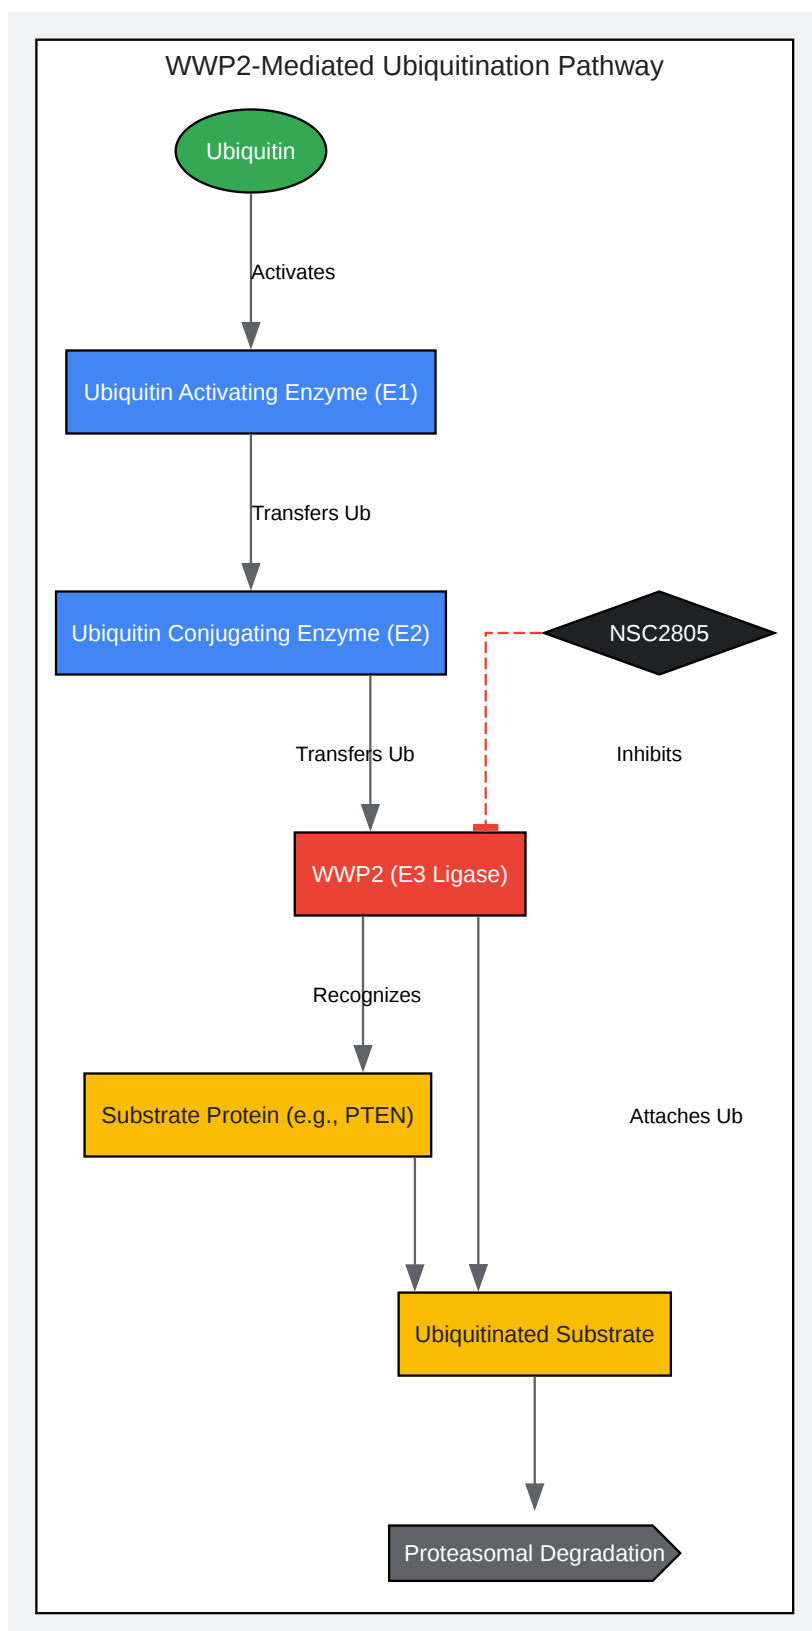 WWP2-Mediated Ubiquitination Pathway
Ubiquitin
Activates
Ubiquitin Activating Enzyme (E1)
Transfers Ub
Ubiquitin Conjugating Enzyme (E2)
NSC2805
Transfers Ub
Inhibits
WWP2 (E3 Ligase)
Recognizes
Substrate Protein (e.g., PTEN)
Attaches Ub
Ubiquitinated Substrate
Proteasomal Degradation